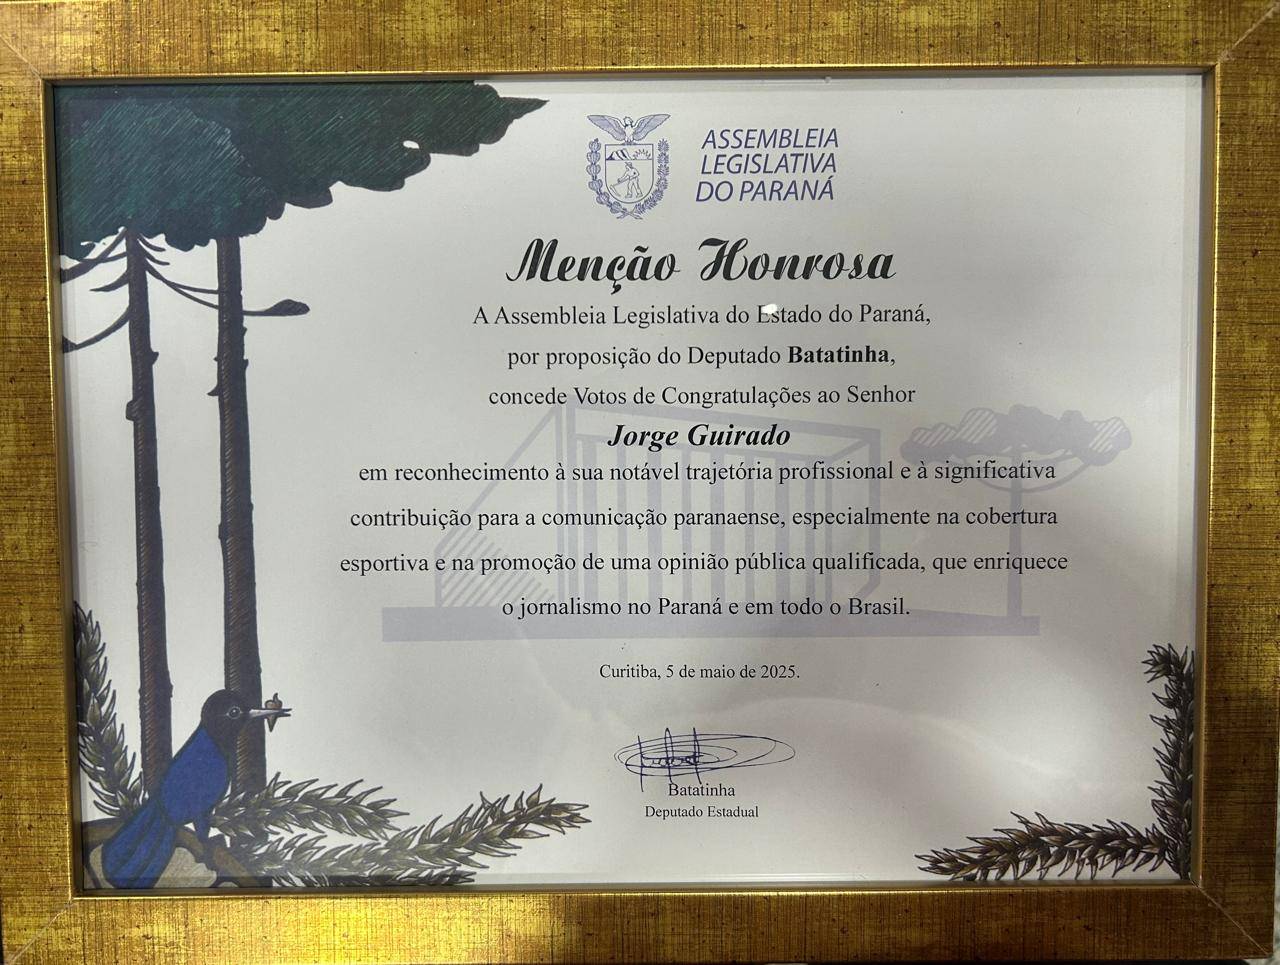 ASSEMBLEIA
LEGISLATIVA
DO PARANÁ
Menção Honrosa
A Assembleia Legislativa do Estado do Paraná,
por proposição do Deputado Batatinha,
concede Votos de Congratulações ao Senhor
Jorge Guirado
em reconhecimento à sua notável trajetória profissional e à significativa
contribuição para a comunicação paranaense, especialmente na cobertura
esportiva e na promoção de uma opinião pública qualificada, que enriquece
o jornalismo no Paraná e em todo o Brasil.
Curitiba, 5 de maio de 2025.
Batatinha
Deputado Estadual